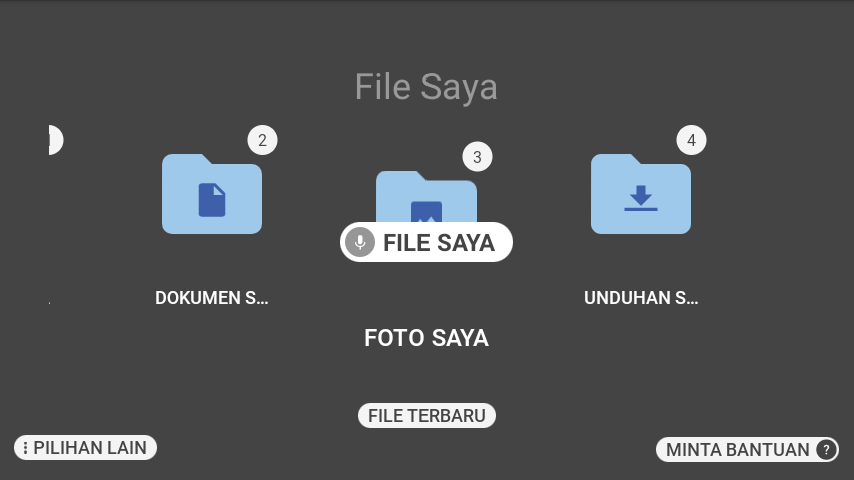 File Saya
2
3
4
FILE SAYA
DOKUMEN S...
UNDUHAN S...
FOTO SAYA
FILE TERBARU
PILIHAN LAIN
MINTA BANTUAN ?